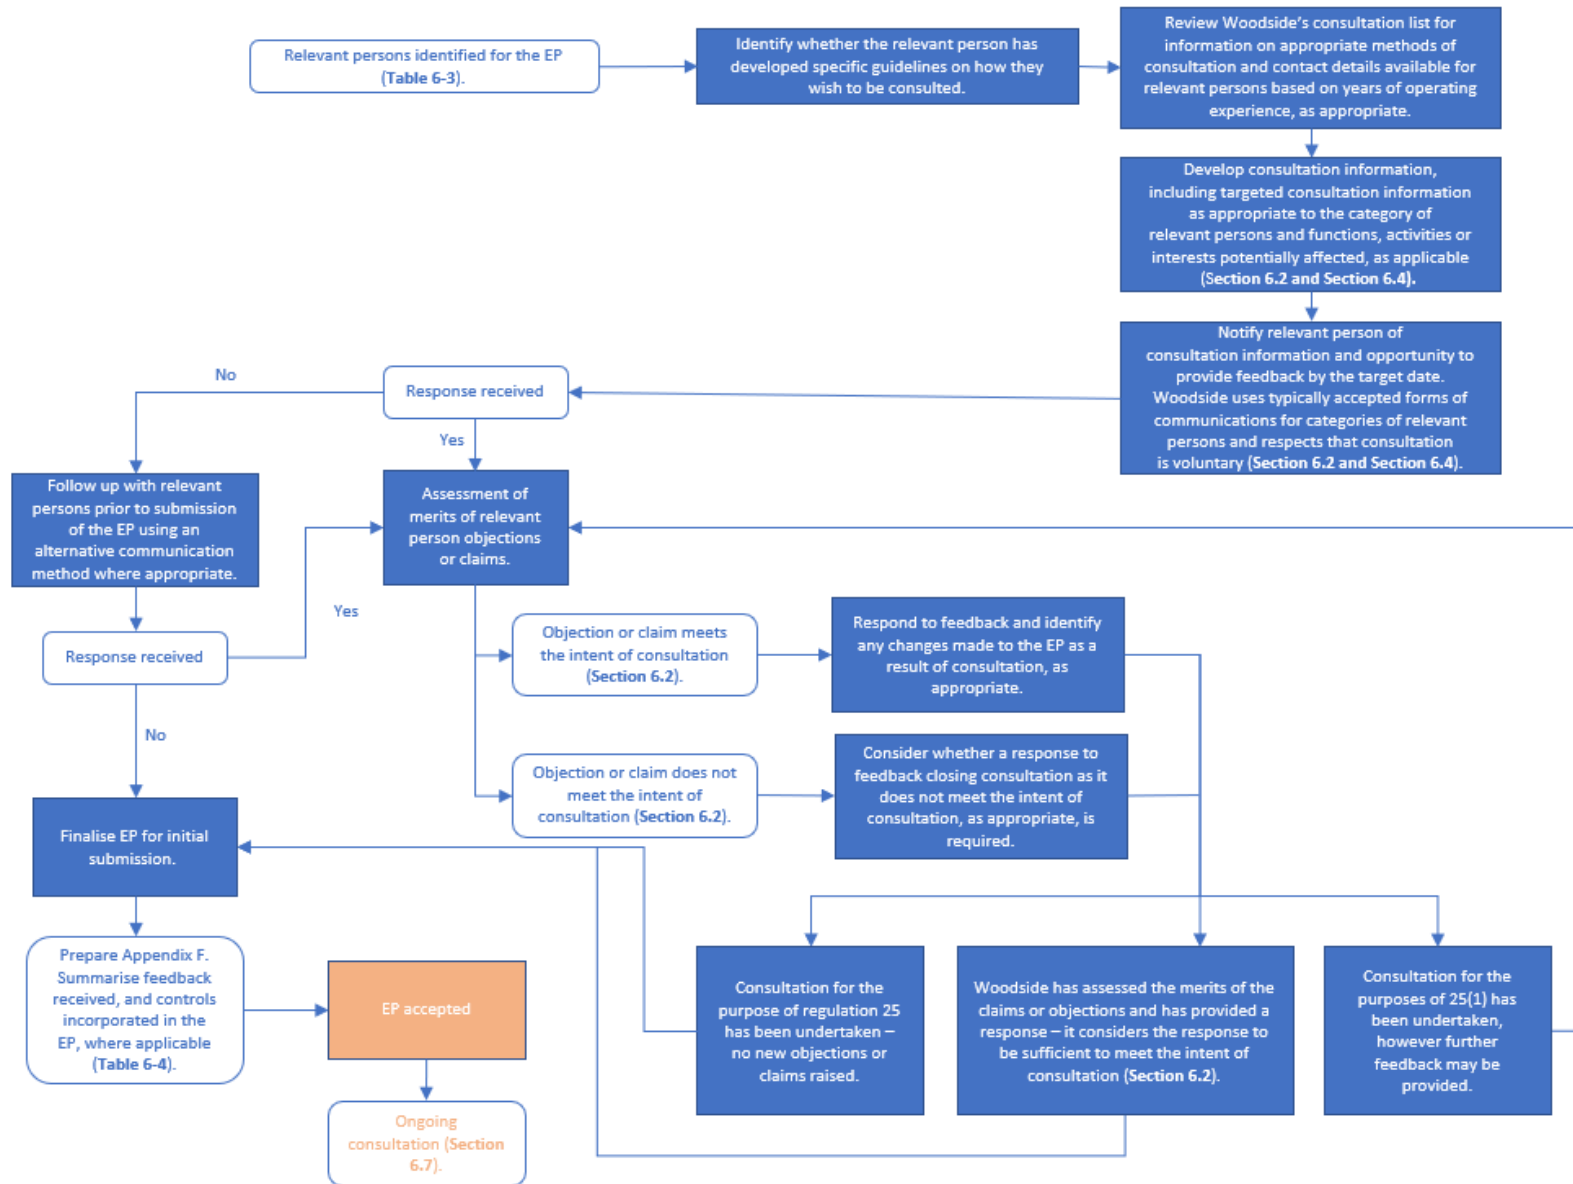 Relevant persons identified for the EP
(Table 6-3).
Identify whether the relevant person has
developed specific guidelines on how they
wish to be consulted.
Review Woodside's consultation list for
information on appropriate methods of
consultation and contact details available for
relevant persons based on years of operating
experience, as appropriate.
Develop consultation information,
including targeted consultation information
as appropriate to the category of
relevant persons and functions, activities or
interests potentially affected, as applicable
(Section 6.2 and Section 6.4).
Notify relevant person of
consultation information and opportunity to
provide feedback by the target date.
Woodside uses typically accepted forms of
communications for categories of relevant
persons and respects that consultation
is voluntary (Section 6.2 and Section 6.4).
Response received
No
Yes
Follow up with relevant
persons prior to submission
of the EP using an
alternative communication
method where appropriate.
Assessment of
merits of relevant
person objections
or claims.
Yes
Response received
No
Objection or claim meets
the intent of consultation
(Section 6.2).
Respond to feedback and identify
any changes made to the EP as a
result of consultation, as
appropriate.
Objection or claim does not
meet the intent of
consultation (Section 6.2).
Consider whether a response to
feedback closing consultation as it
does not meet the intent of
consultation, as appropriate, is
required.
Finalise EP for initial
submission.
Prepare Appendix F.
Summarise feedback
received, and controls
incorporated in the
EP, where applicable
(Table 6-4).
EP accepted
Ongoing
consultation (Section
6.7).
Consultation for the
purpose of regulation 25
has been undertaken –
no new objections or
claims raised.
Woodside has assessed the merits of the
claims or objections and has provided a
response – it considers the response to
be sufficient to meet the intent of
consultation (Section 6.2).
Consultation for the
purposes of 25(1) has
been undertaken,
however further
feedback may be
provided.